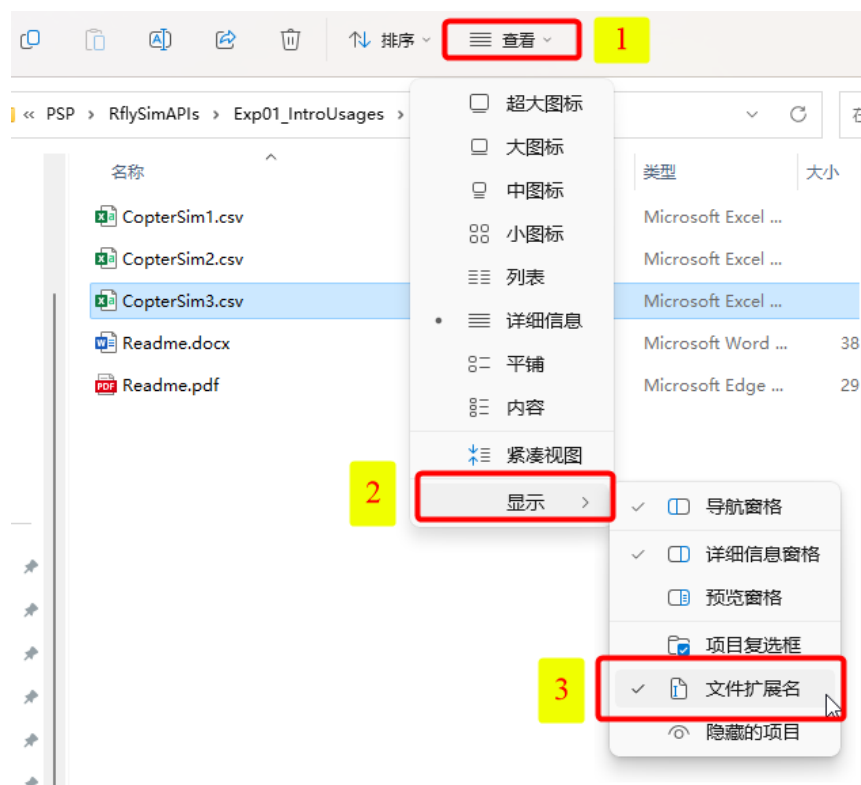 排序
查看
1
« PSP › RflySimAPIs › Exp01_IntroUsages ›
名称
类型
大小
CopterSim1.csv
Microsoft Excel ...
CopterSim2.csv
Microsoft Excel ...
CopterSim3.csv
Microsoft Excel ...
Readme.docx
Microsoft Word ...
38
Readme.pdf
Microsoft Edge ...
29
超大图标
大图标
中图标
小图标
列表
详细信息
平铺
内容
紧凑视图
2
显示
导航窗格
详细信息窗格
预览窗格
项目复选框
3
文件扩展名
隐藏的项目